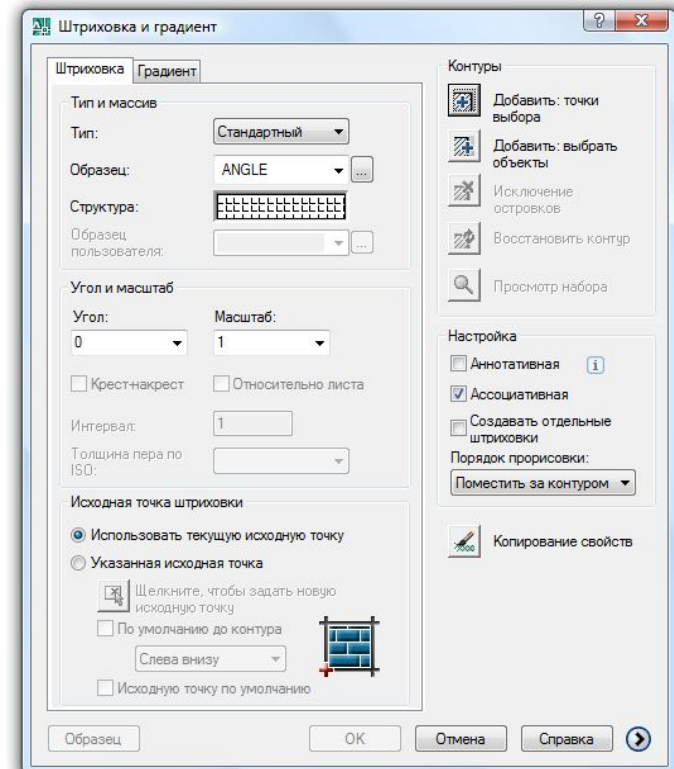 Штриховка и градиент
Штриховка Градиент
Тип и массив
Тип:
Стандартный
Образец:
ANGLE
...
Структура:
Образец
пользователя:
...
Угол и масштаб
Угол:
Масштаб:
0
1
Крест-накрест
Относительно листа
Интервал:
1
Толщина пера по
ISO:
Исходная точка штриховки
Использовать текущую исходную точку
Указанная исходная точка
Щелкните, чтобы задать новую
исходную точку
По умолчанию до контура
Слева внизу
Исходную точку по умолчанию
Контуры
Добавить: точки
выбора
Добавить: выбрать
объекты
Исключение
островков
Восстановить контур
Просмотр набора
Настройка
Аннотативная
Ассоциативная
Создавать отдельные
штриховки
Порядок прорисовки:
Поместить за контуром
Копирование свойств
Образец
OK
Отмена
Справка